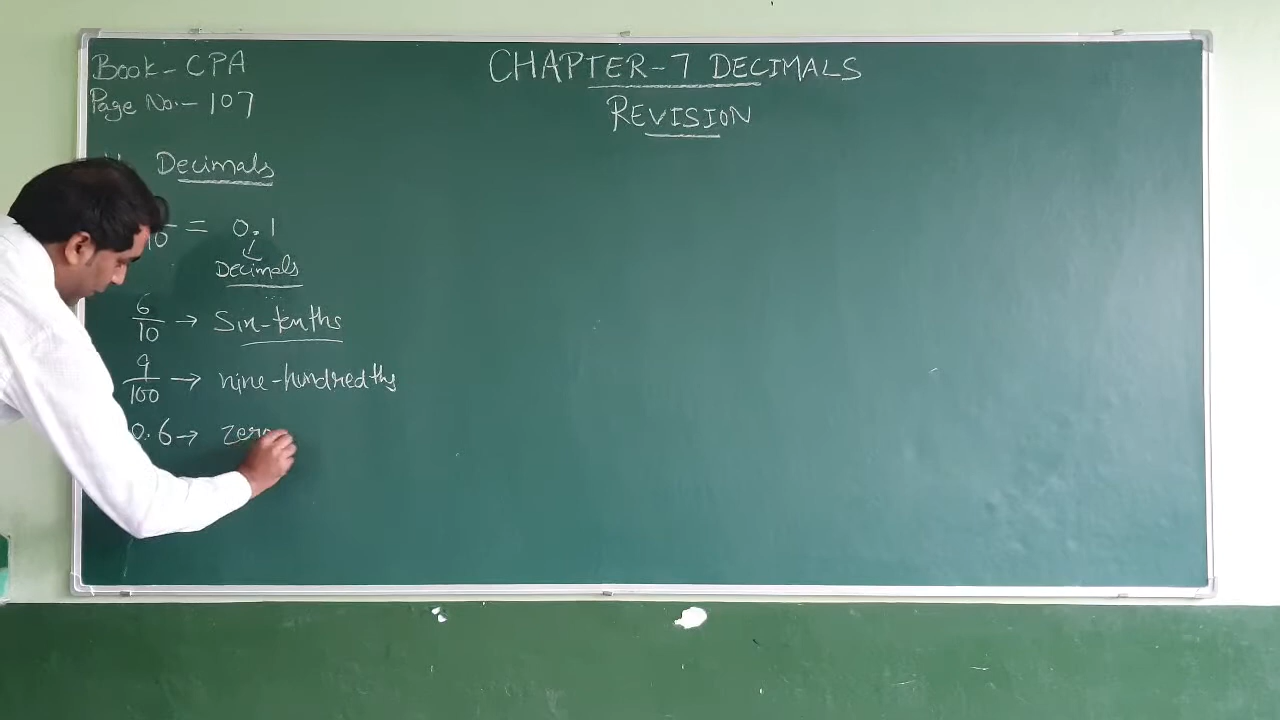 Book - CPA
Page No:- 107
CHAPTER-7 DECIMALS
REVISION
Decimals
10 = 0.1
Decimals
6/10 → Six-tenths
9/100 → nine-hundredths
0.6 → zero